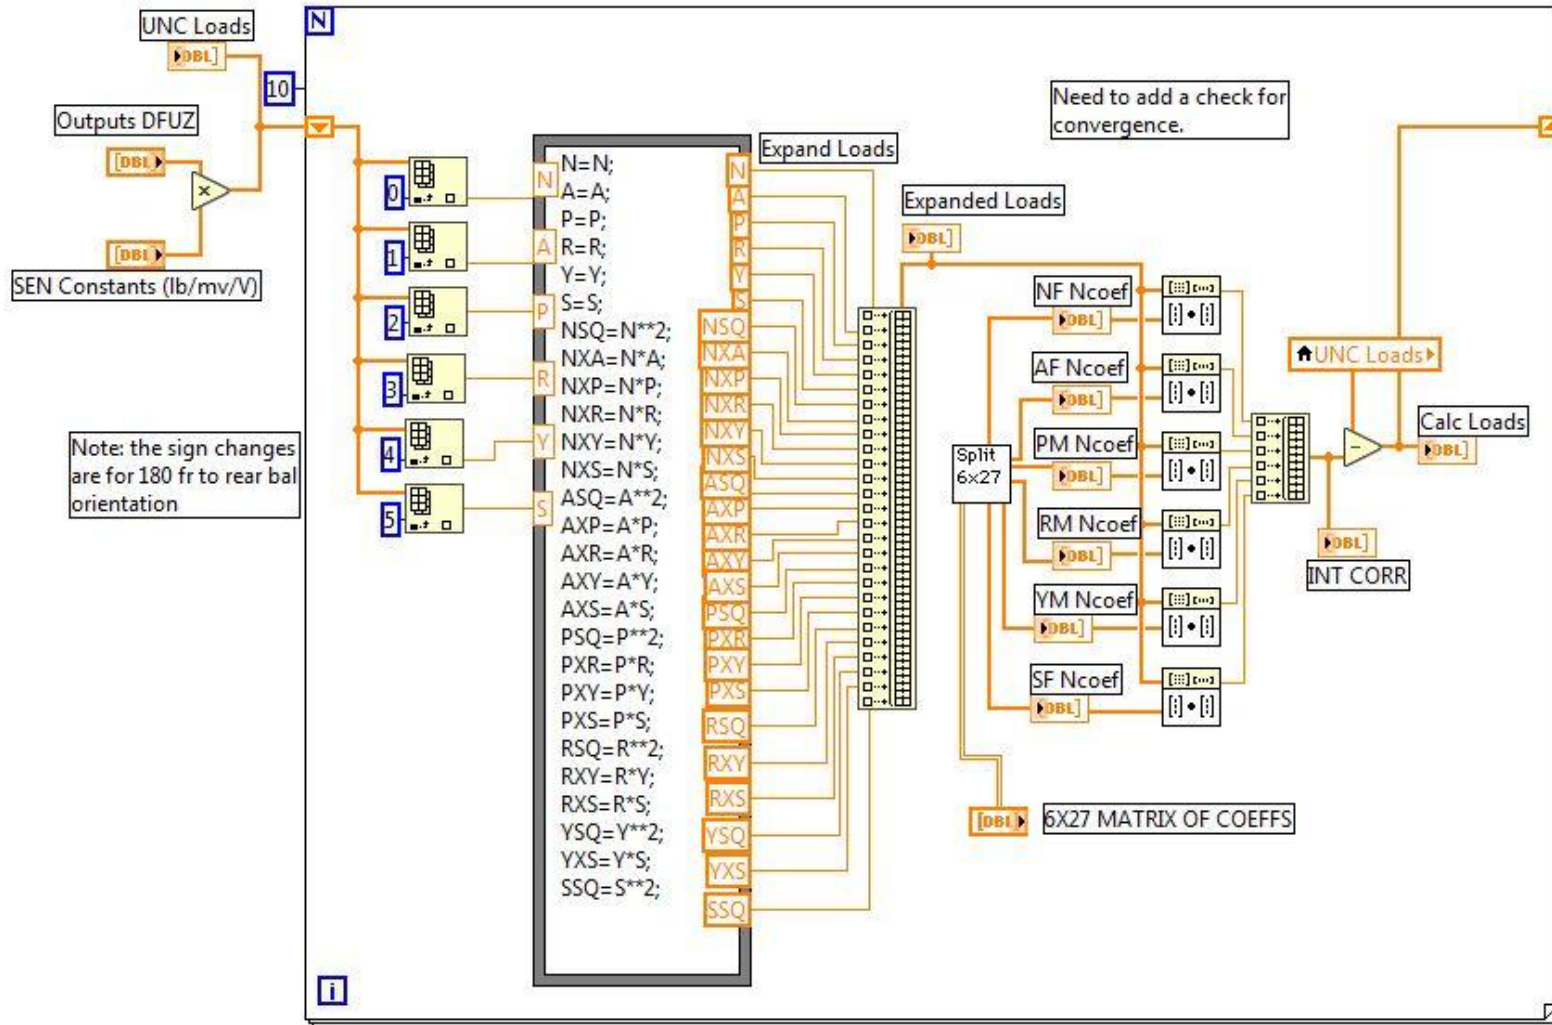 UNC Loads
DBL
10
Outputs DFUZ
DBL
×
DBL
SEN Constants (lb/mv/V)
Note: the sign changes
are for 180 fr to rear bal
orientation
N
i
0
1
2
3
4
5
N
A
P
R
Y
S
N=N;
A=A;
P=P;
R=R;
Y=Y;
S=S;
NSQ=N**2;
NXA=N*A;
NXP=N*P;
NXR=N*R;
NXY=N*Y;
NXS=N*S;
ASQ=A**2;
AXP=A*P;
AXR=A*R;
AXY=A*Y;
AXS=A*S;
PSQ=P**2;
PXR=P*R;
PXY=P*Y;
PXS=P*S;
RSQ=R**2;
RXY=R*Y;
RXS=R*S;
YSQ=Y**2;
YXS=Y*S;
SSQ=S**2;
Expand Loads
N
A
P
R
Y
S
NSQ
NXA
NXP
NXR
NXY
NXS
ASQ
AXP
AXR
AXY
AXS
PSQ
PXR
PXY
PXS
RSQ
RXY
RXS
YSQ
YXS
SSQ
Expanded Loads
DBL
Need to add a check for
convergence.
Split
6x27
NF Ncoef
DBL
AF Ncoef
DBL
PM Ncoef
DBL
RM Ncoef
DBL
YM Ncoef
DBL
SF Ncoef
DBL
DBL
6X27 MATRIX OF COEFFS
UNC Loads
Calc Loads
DBL
DBL
INT CORR